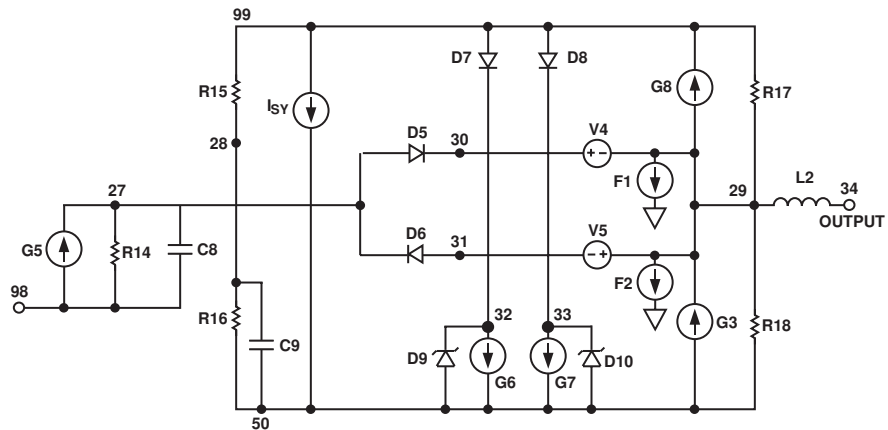 99
D7
D8
G8
R15
ISY
R17
D5
30
V4
+ -
28
F1
27
29
L2
34
OUTPUT
D6
31
V5
- +
G5
R14
C8
F2
98
R16
32
33
G3
R18
C9
D9
G6
G7
D10
50